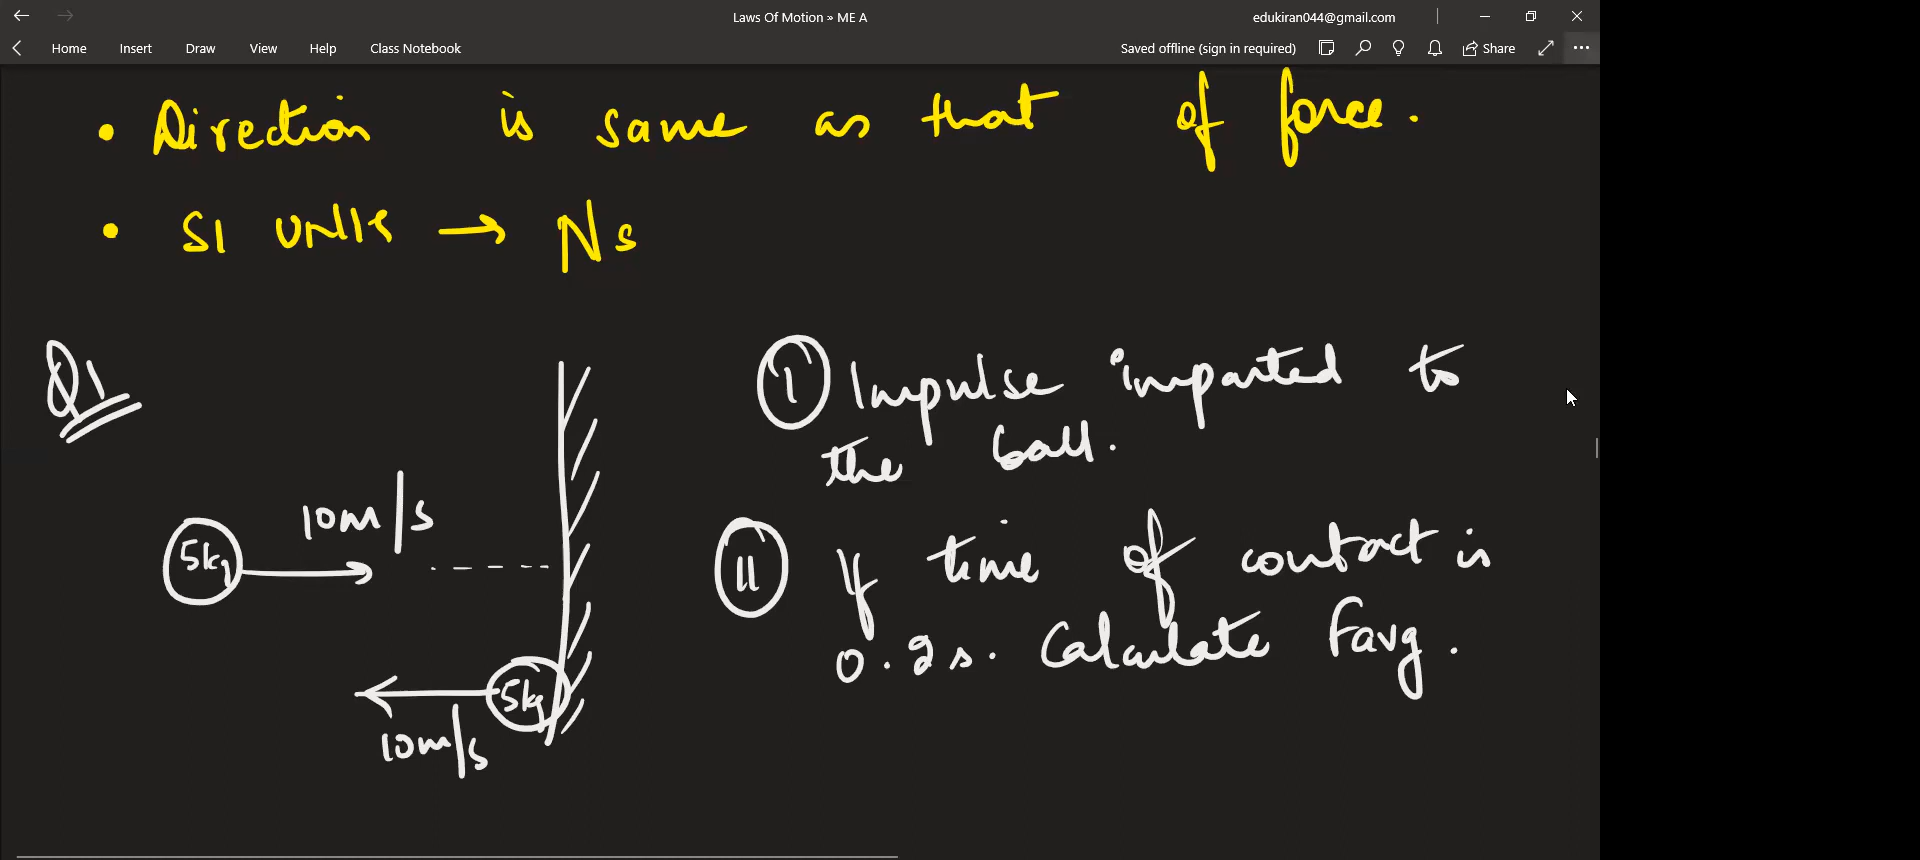 Laws Of Motion » ME A
edukiran044@gmail.com
Home Insert Draw View Help Class Notebook
Saved offline (sign in required) Share
• Direction is same as that of force.
• SI Units → Ns
Q1
I Impulse imparted to
the ball.
10m/s
5kg
II If time of contact is
0.2s. Calculate Favg.
5kg
10m/s